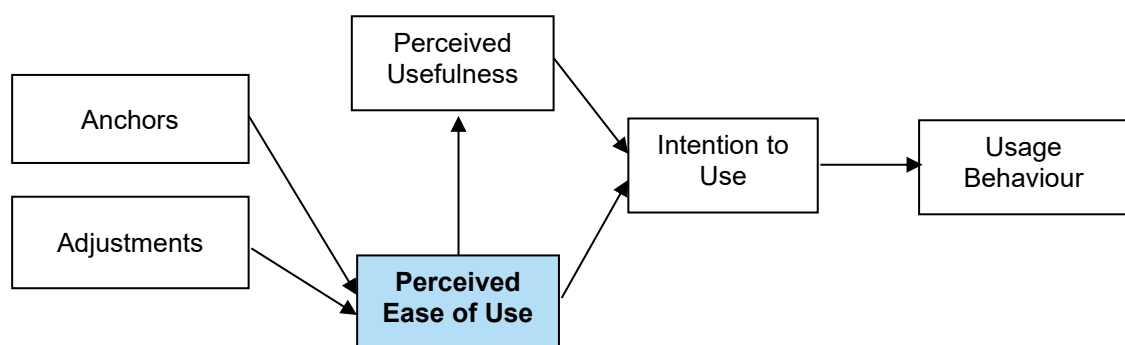 Perceived
Usefulness
Anchors
Intention to
Use
Usage
Behaviour
Adjustments
Perceived
Ease of Use